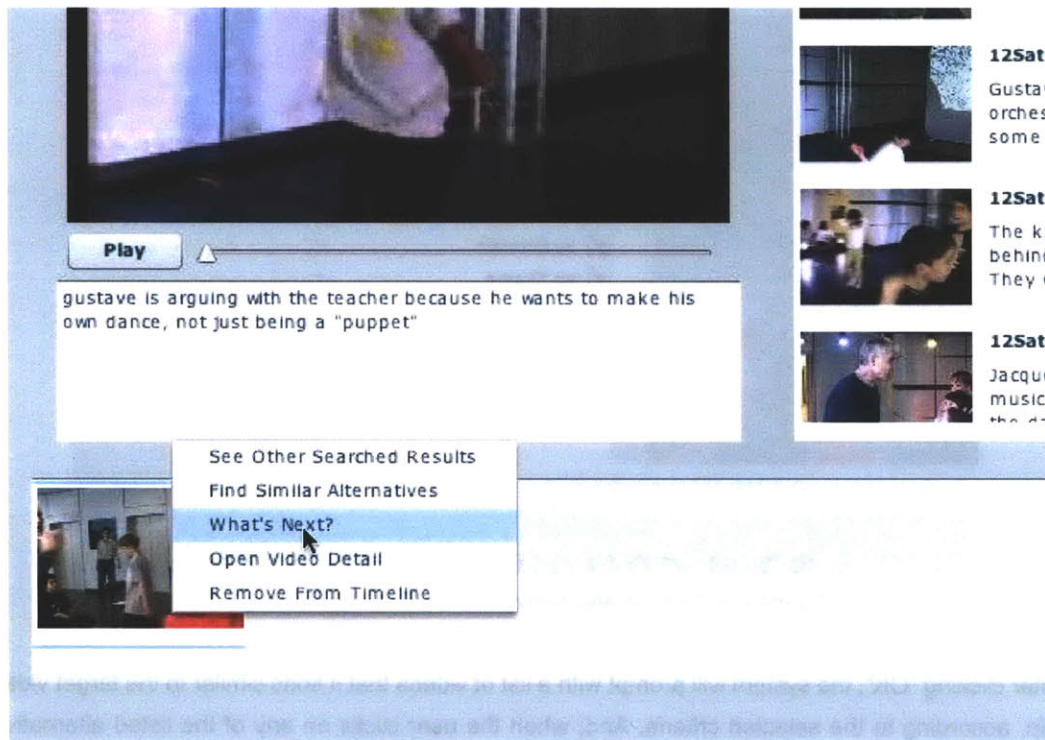 12Sat
Gusta
orches
some
12Sat
The k
behind
They
12Sat
Jacque
music
Play
gustave is arguing with the teacher because he wants to make his
own dance, not just being a "puppet"
See Other Searched Results
Find Similar Alternatives
What's Next?
Open Video Detail
Remove From Timeline